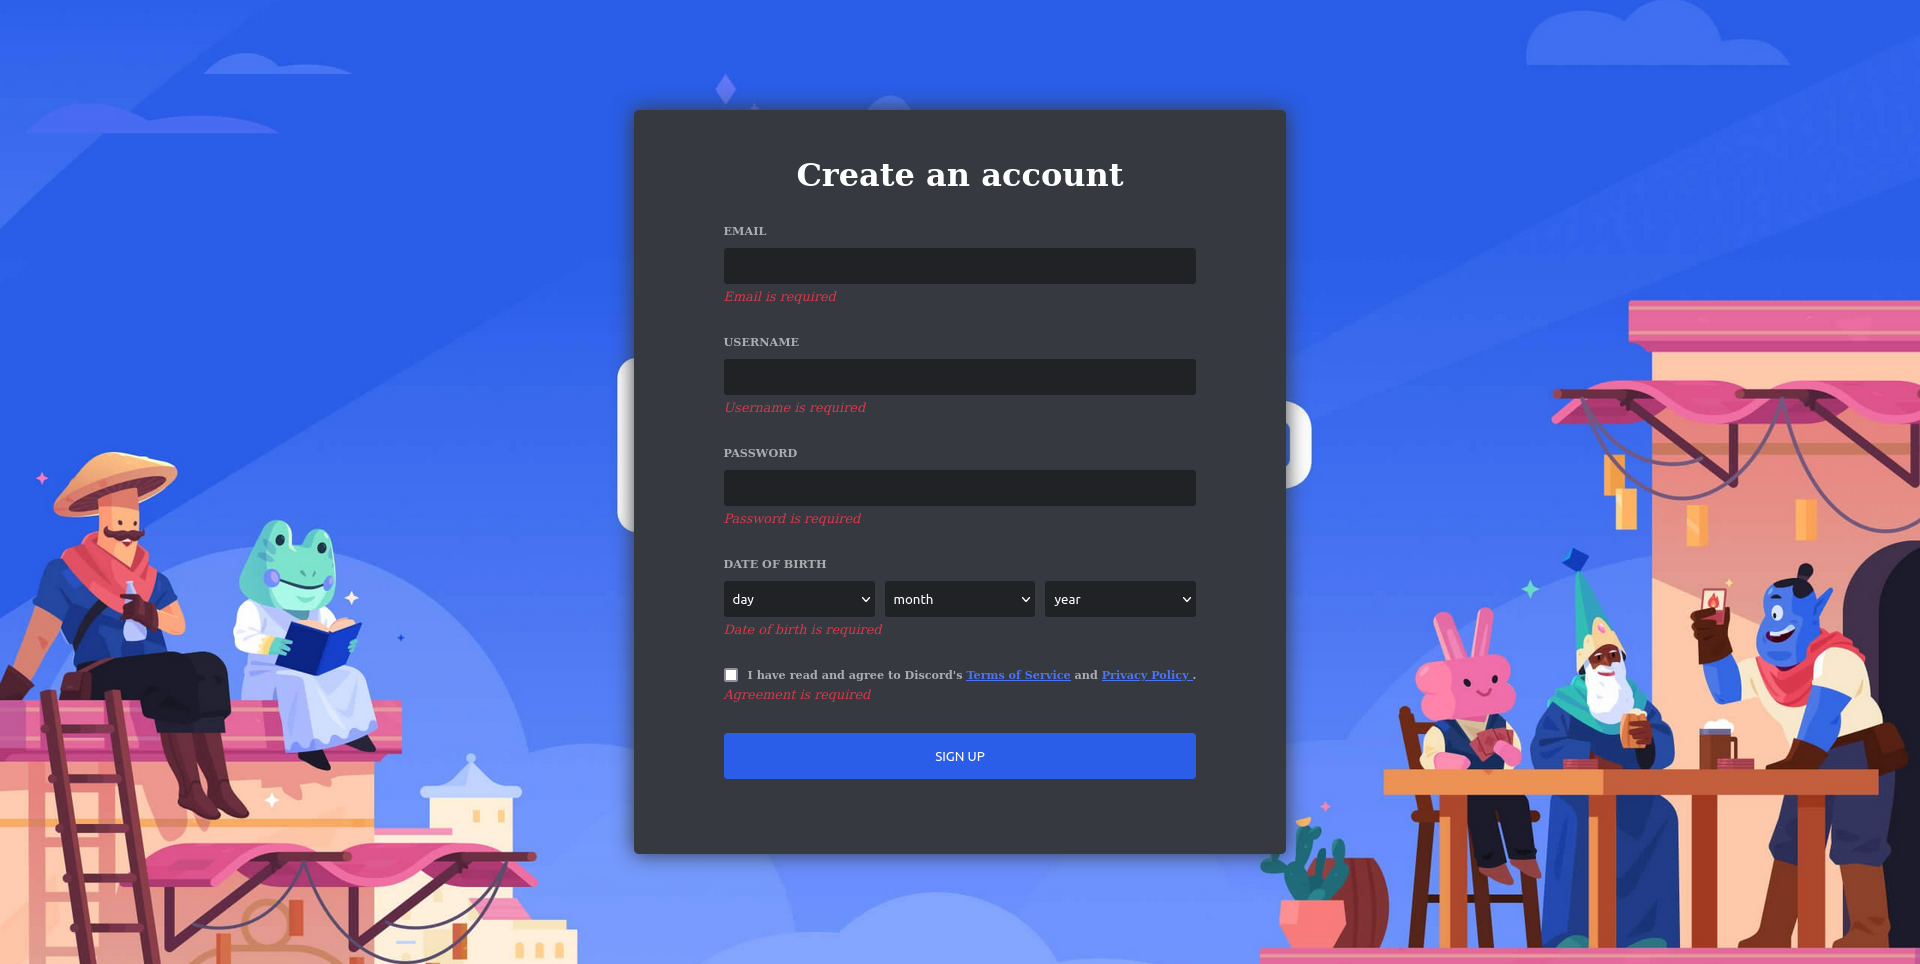 Create an account
EMAIL
Email is required
USERNAME
Username is required
PASSWORD
Password is required
DATE OF BIRTH
day month year
Date of birth is required
I have read and agree to Discord's Terms of Service and Privacy Policy .
Agreement is required
SIGN UP